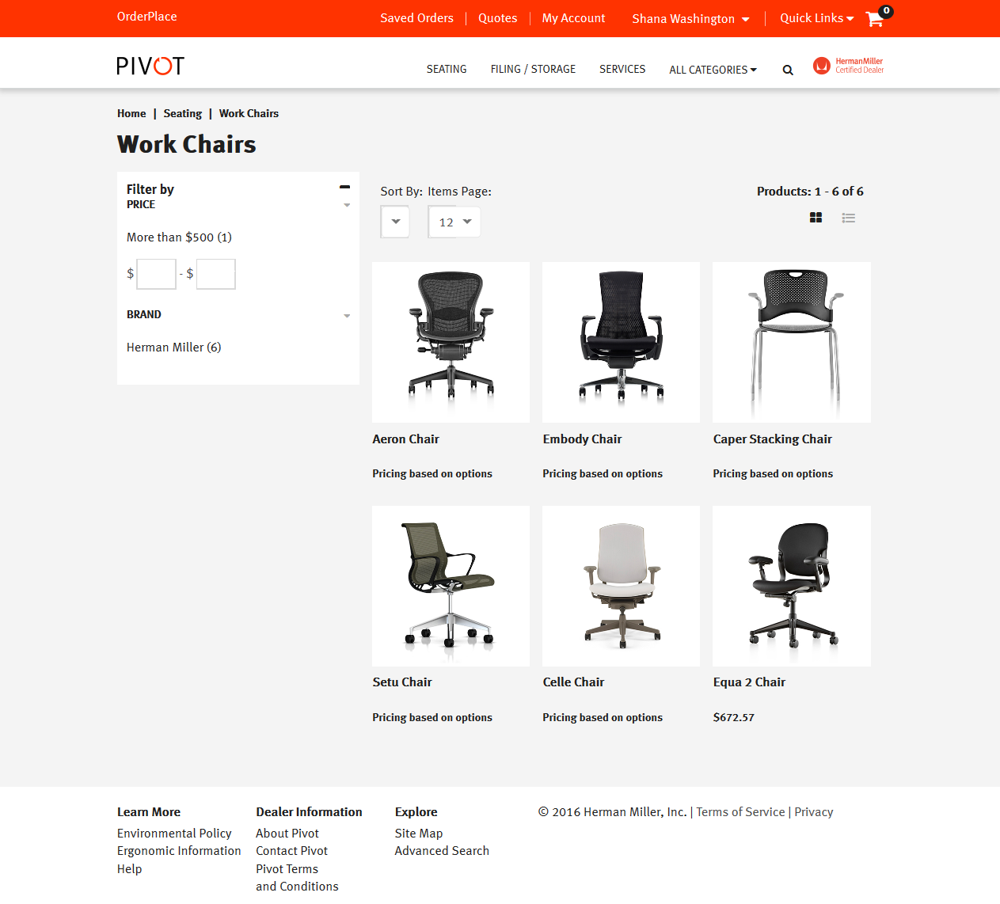 OrderPlace
Saved Orders | Quotes | My Account Shana Washington | Quick Links 0
PIVOT
SEATING FILING / STORAGE SERVICES ALL CATEGORIES
HermanMiller
Certified Dealer
Home | Seating | Work Chairs
Work Chairs
Filter by
PRICE
More than $500 (1)
$ - $
BRAND
Herman Miller (6)
Sort By: Items Page:
12
Products: 1 - 6 of 6
Aeron Chair
Pricing based on options
Embody Chair
Pricing based on options
Caper Stacking Chair
Pricing based on options
Setu Chair
Pricing based on options
Celle Chair
Pricing based on options
Equa 2 Chair
$672.57
Learn More
Environmental Policy
Ergonomic Information
Help
Dealer Information
About Pivot
Contact Pivot
Pivot Terms
and Conditions
Explore
Site Map
Advanced Search
© 2016 Herman Miller, Inc. | Terms of Service | Privacy